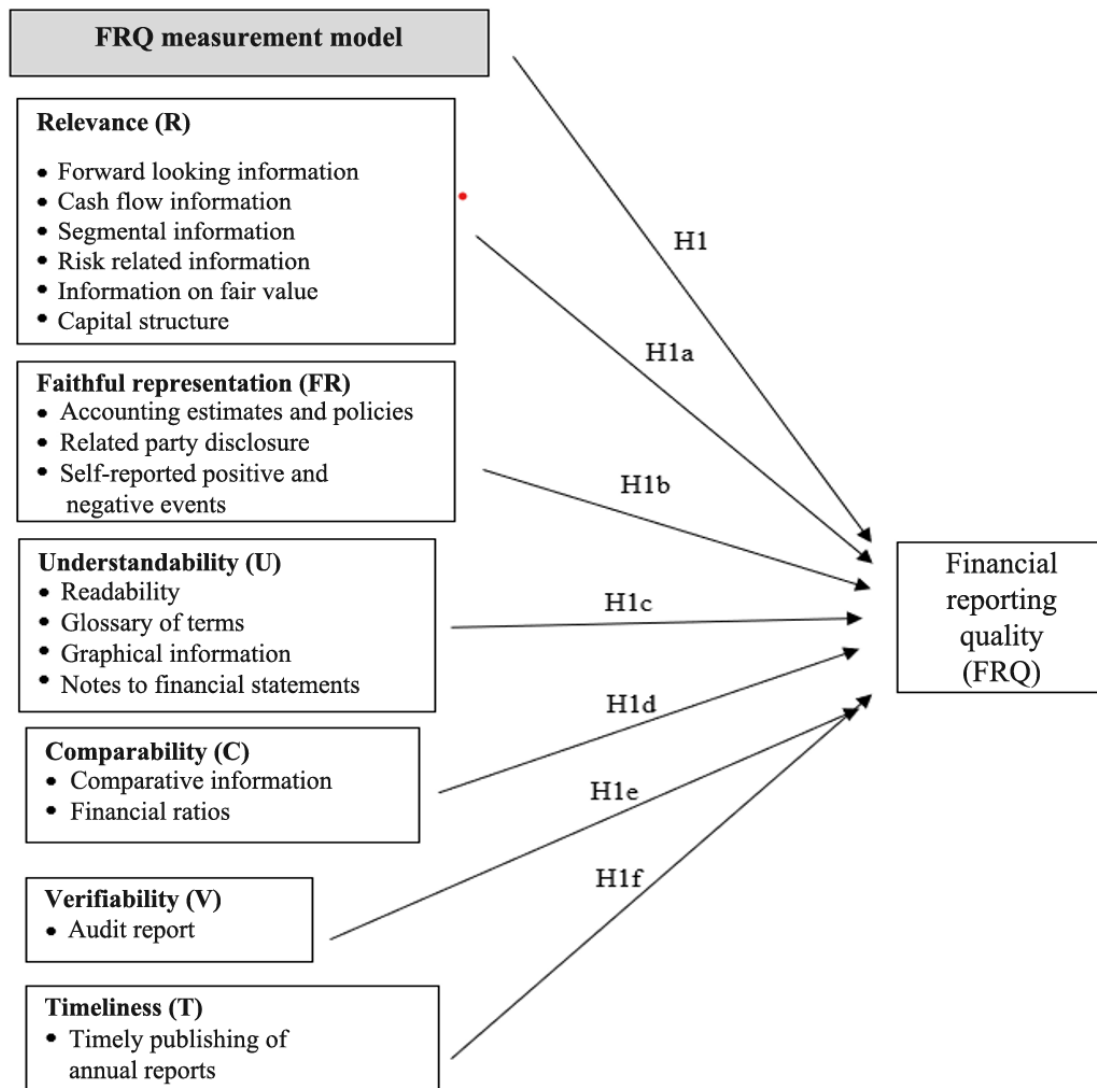 FRQ measurement model
Relevance (R)
• Forward looking information
• Cash flow information
• Segmental information
• Risk related information
• Information on fair value
• Capital structure
Faithful representation (FR)
• Accounting estimates and policies
• Related party disclosure
• Self-reported positive and
negative events
Understandability (U)
• Readability
• Glossary of terms
• Graphical information
• Notes to financial statements
Comparability (C)
• Comparative information
• Financial ratios
Verifiability (V)
• Audit report
Timeliness (T)
• Timely publishing of
annual reports
H1
H1a
H1b
H1c
H1d
H1e
H1f
Financial
reporting
quality
(FRQ)